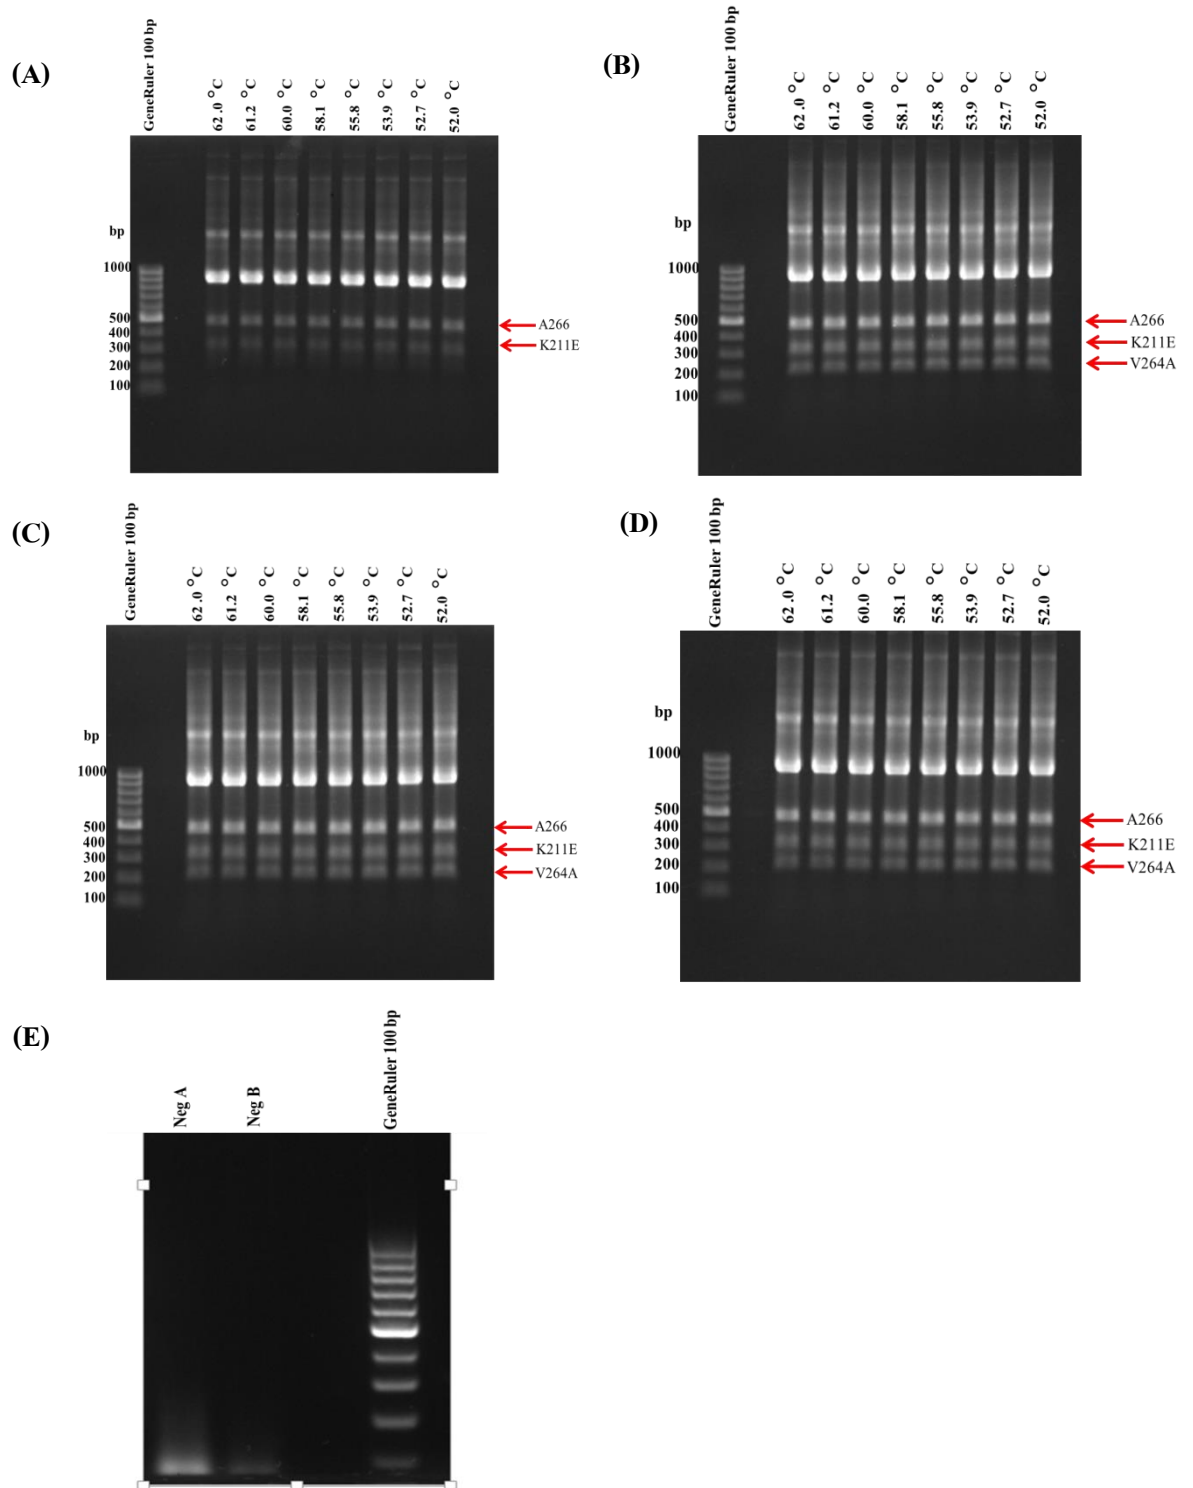 (A)
GeneRuler 100 bp
62.0 °C
61.2 °C
60.0 °C
58.1 °C
55.8 °C
53.9 °C
52.7 °C
52.0 °C
bp
1000
500
400
300
200
100
A266
K211E
(B)
GeneRuler 100 bp
62.0 °C
61.2 °C
60.0 °C
58.1 °C
55.8 °C
53.9 °C
52.7 °C
52.0 °C
bp
1000
500
400
300
200
100
A266
K211E
V264A
(C)
GeneRuler 100 bp
62.0 °C
61.2 °C
60.0 °C
58.1 °C
55.8 °C
53.9 °C
52.7 °C
52.0 °C
bp
1000
500
400
300
200
100
A266
K211E
V264A
(D)
GeneRuler 100 bp
62.0 °C
61.2 °C
60.0 °C
58.1 °C
55.8 °C
53.9 °C
52.7 °C
52.0 °C
bp
1000
500
400
300
200
100
A266
K211E
V264A
(E)
Neg A
Neg B
GeneRuler 100 bp